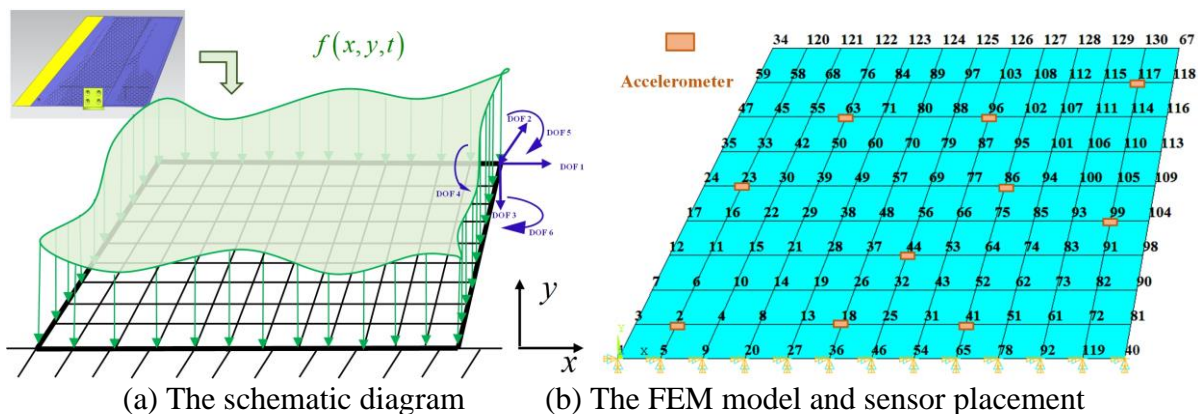 f(x,y,t)
DOF 2
DOF 5
DOF 1
DOF 4
DOF 3
DOF 6
y
x
(a) The schematic diagram
Accelerometer
34 120 121 122 123 124 125 126 127 128 129 130 67
59 58 68 76 84 89 97 103 108 112 115 117 118
47 45 55 63 71 80 88 96 102 107 111 114 116
35 33 42 50 60 70 79 87 95 101 106 110 113
24 23 30 39 49 57 69 77 86 94 100 105 109
17 16 22 29 38 48 56 66 75 85 93 99 104
12 11 15 21 28 37 44 53 64 74 83 91 98
7 6 10 14 19 26 32 43 52 62 73 82 90
3 2 4 8 13 18 25 31 41 51 61 72 81
1 X 5 9 20 27 36 46 54 65 78 92 119 40
(b) The FEM model and sensor placement